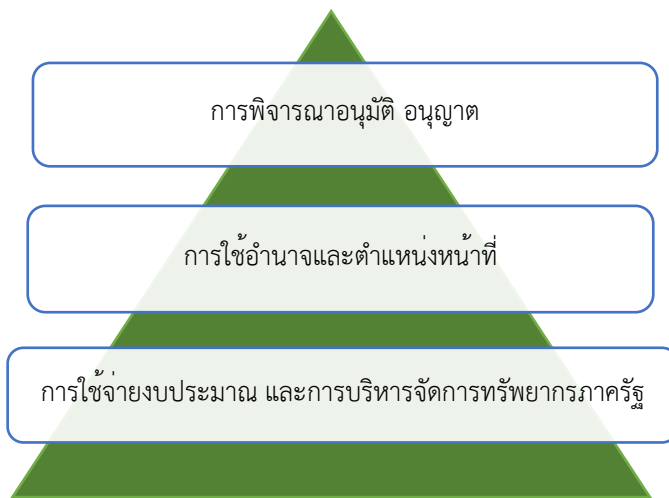 การพิจารณาอนุมัติ อนุญาต
การใช้อำนาจและตำแหน่งหน้าที่
การใช้จ่ายงบประมาณ และการบริหารจัดการทรัพยากรภาครัฐ